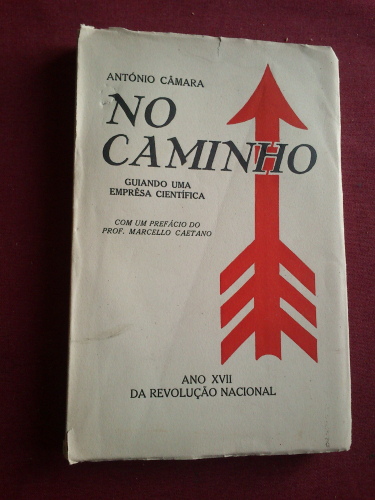 ANTÓNIO CÂMARA
NO
CAMINHO
GUIANDO UMA
EMPRÊSA CIENTÍFICA
COM UM PREFÁCIO DO
PROF. MARCELLO CAETANO
ANO XVII
DA REVOLUÇÃO NACIONAL